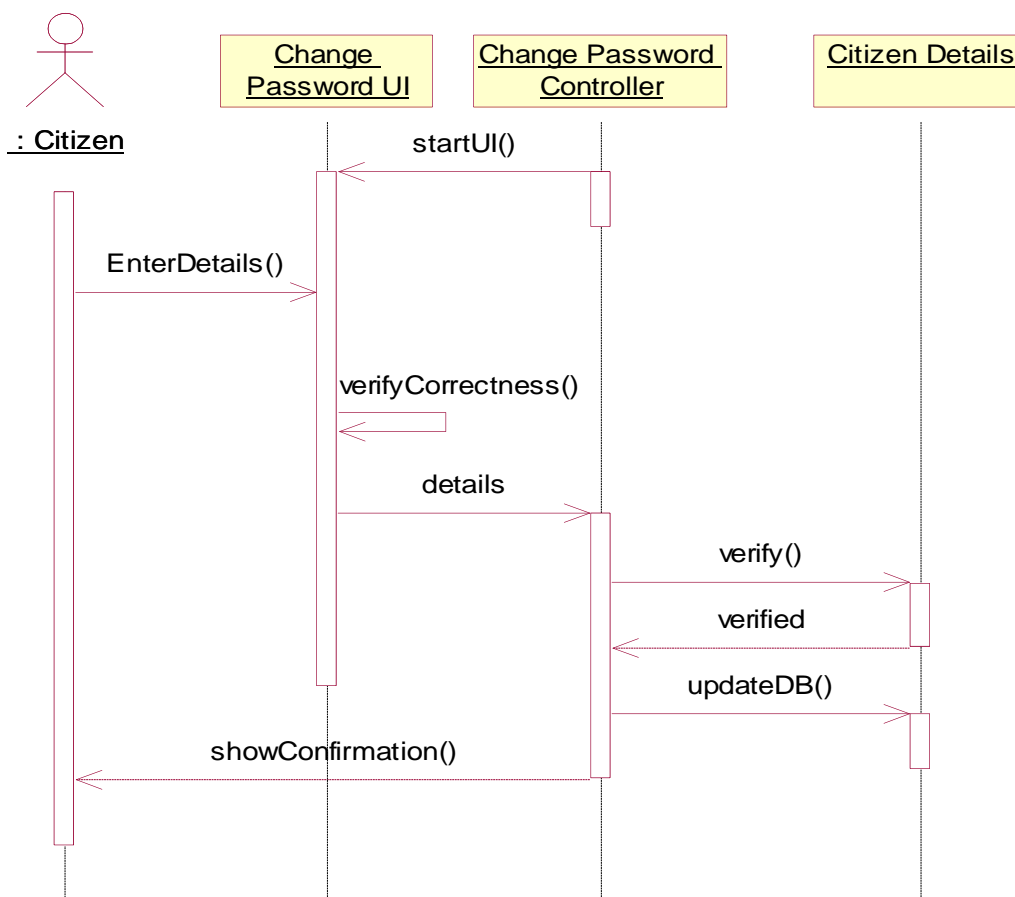 Change
Password UI
Change Password
Controller
Citizen Details
: Citizen
startUI()
EnterDetails()
verifyCorrectness()
details
verify()
verified
updateDB()
showConfirmation()